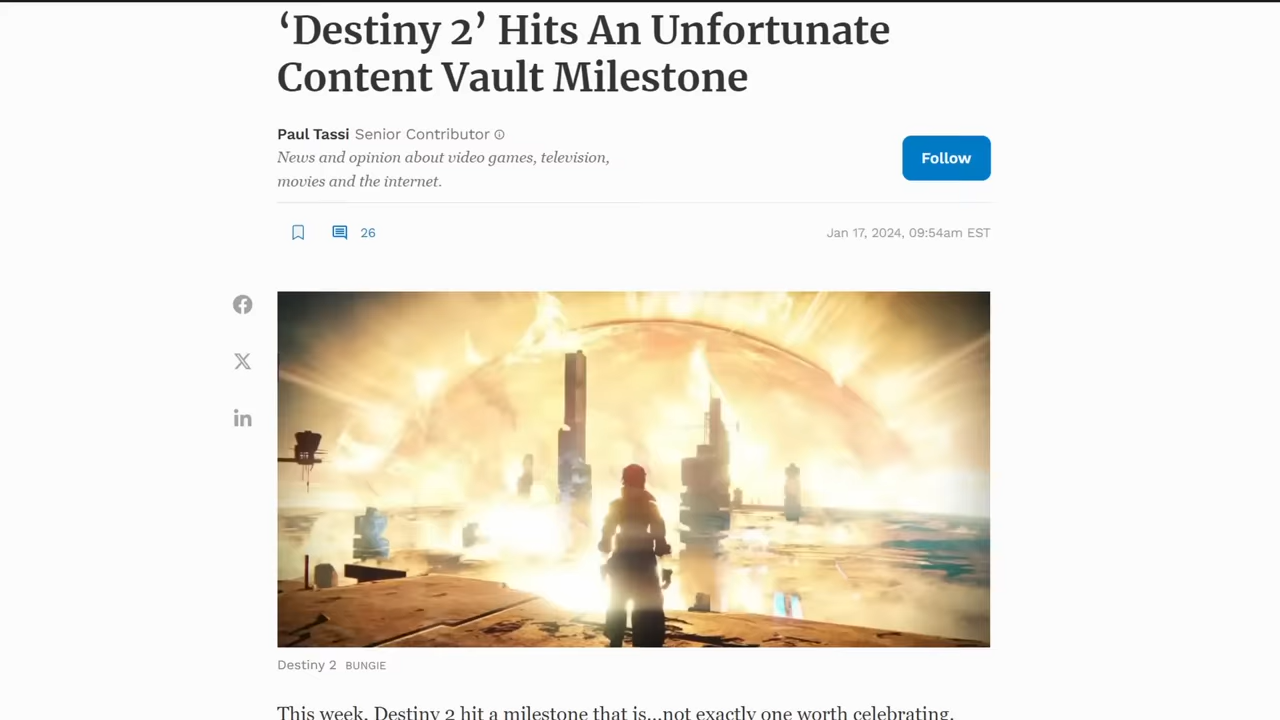 ‘Destiny 2’ Hits An Unfortunate
Content Vault Milestone
Paul Tassi Senior Contributor
News and opinion about video games, television,
movies and the internet.
Follow
26
Jan 17, 2024, 09:54am EST
Destiny 2 BUNGIE
This week, Destiny 2 hit a milestone that is...not exactly one worth celebrating.